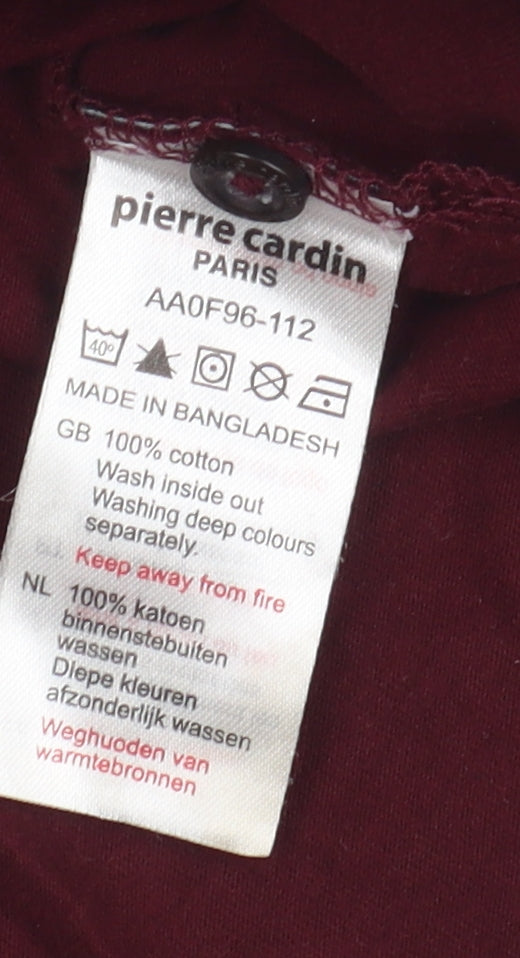 pierre cardin
PARIS
AA0F96-112
40°
MADE IN BANGLADESH
GB 100% cotton
Wash inside out
Washing deep colours
separately.
Keep away from fire
NL 100% katoen
binnenstebuiten
wassen
Diepe kleuren
afzonderlijk wassen
Weghuoden van
warmtebronnen